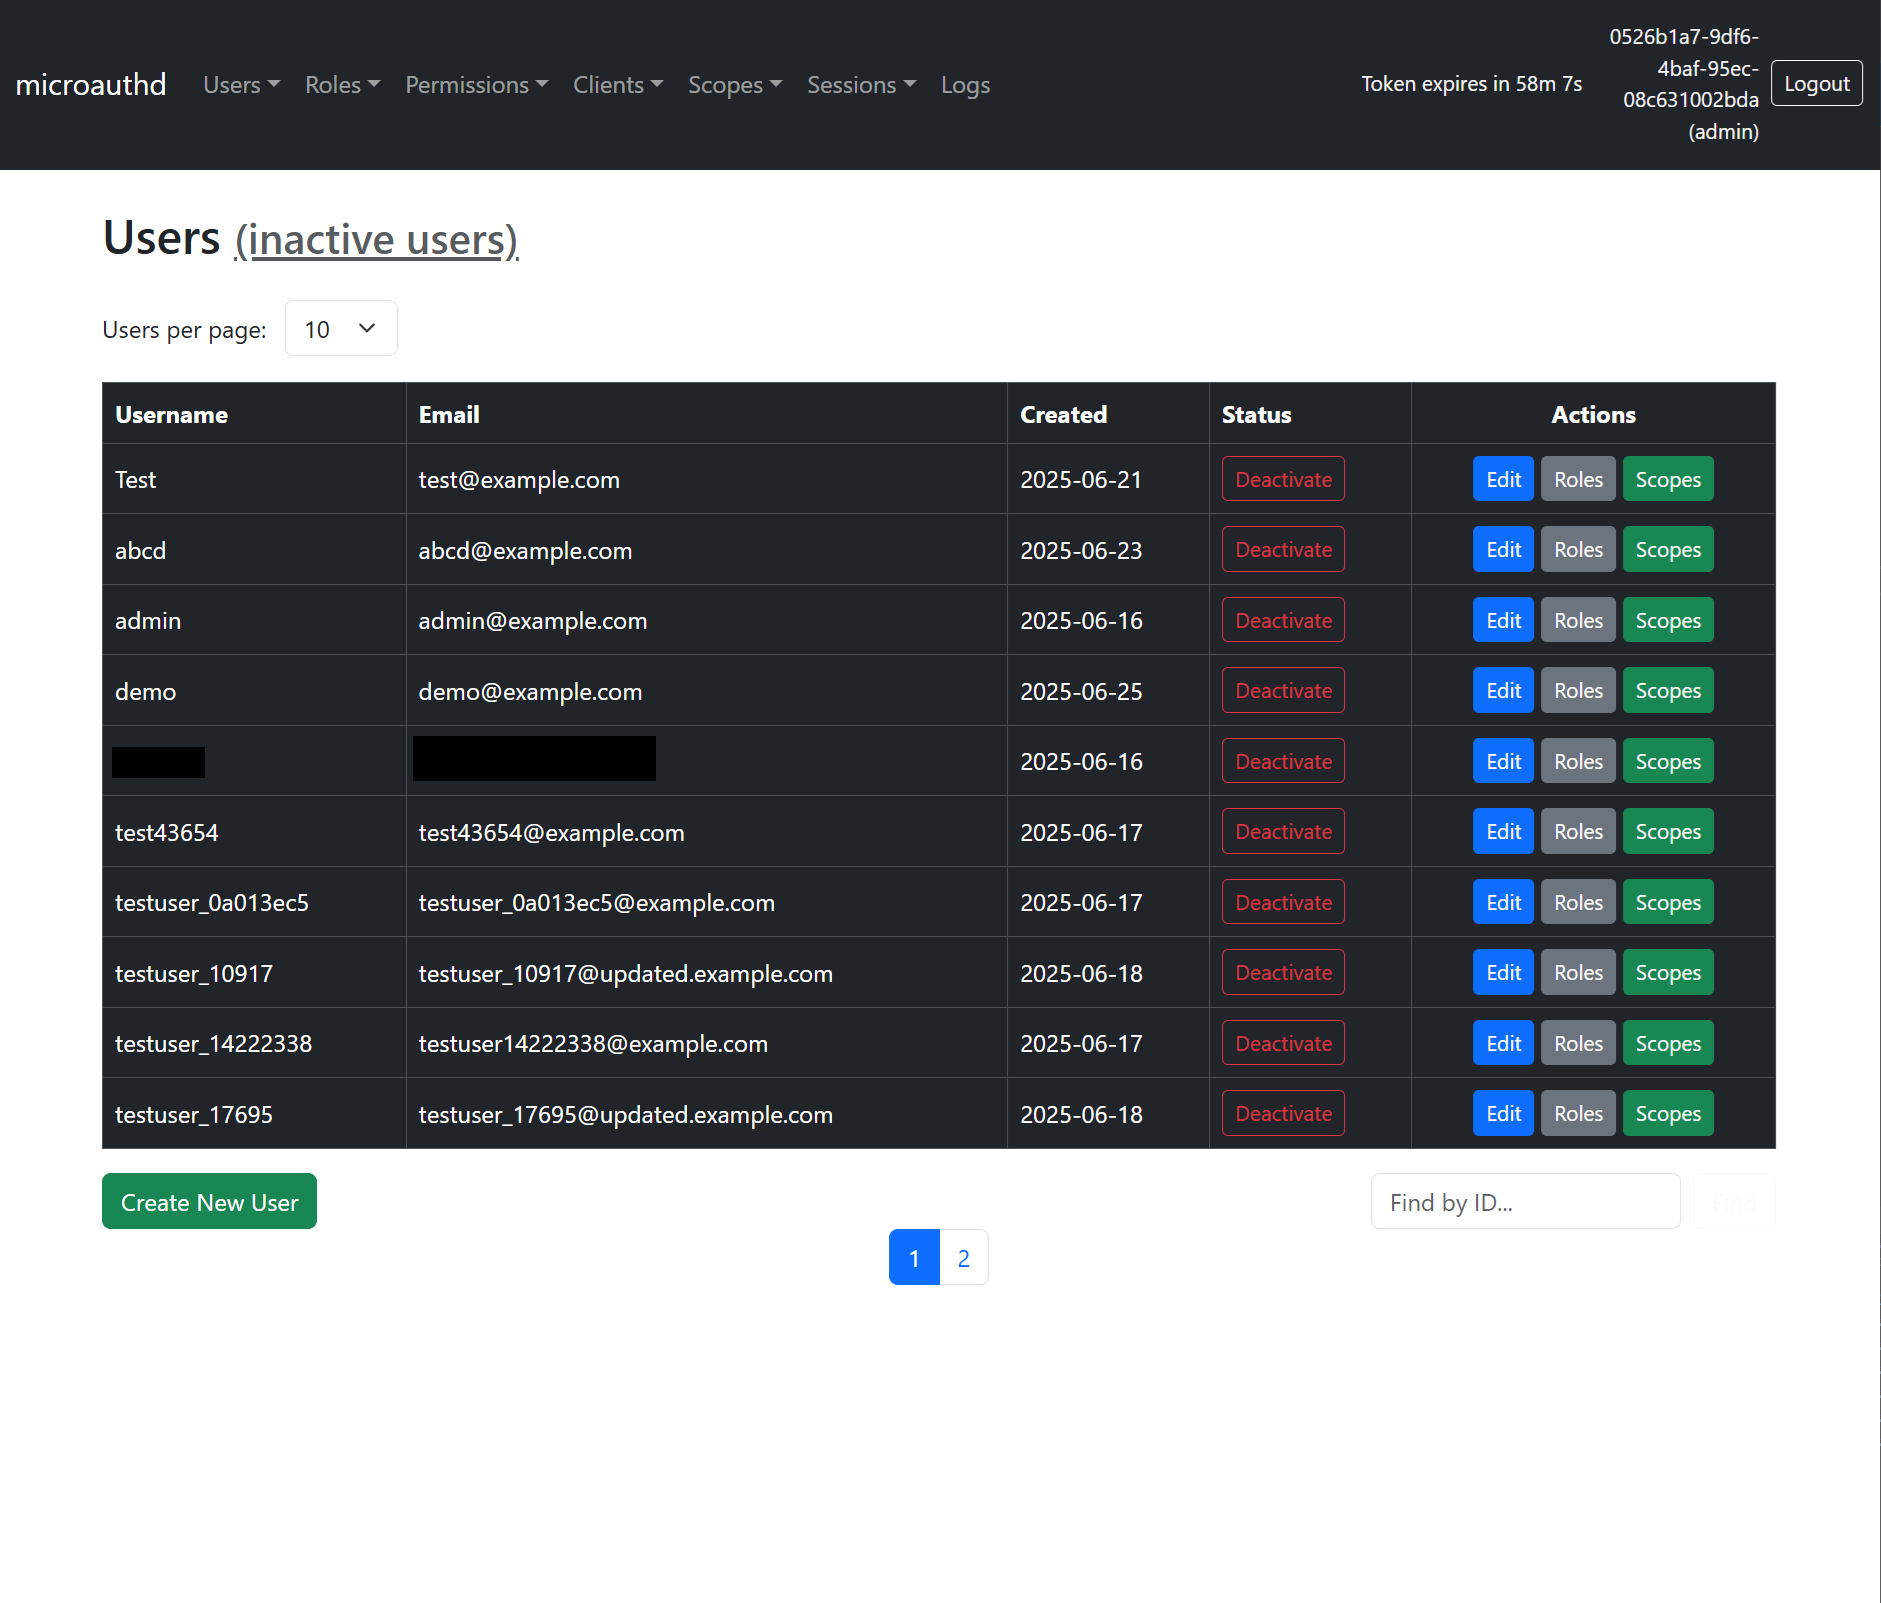 microauthd Users Roles Permissions Clients Scopes Sessions Logs Token expires in 58m 7s
0526b1a7-9df6-
4baf-95ec-
08c631002bda
(admin)
Logout
Users (inactive users)
Users per page: 10
Username Email Created Status Actions
Test test@example.com 2025-06-21 Deactivate Edit Roles Scopes
abcd abcd@example.com 2025-06-23 Deactivate Edit Roles Scopes
admin admin@example.com 2025-06-16 Deactivate Edit Roles Scopes
demo demo@example.com 2025-06-25 Deactivate Edit Roles Scopes
2025-06-16 Deactivate Edit Roles Scopes
test43654 test43654@example.com 2025-06-17 Deactivate Edit Roles Scopes
testuser_0a013ec5 testuser_0a013ec5@example.com 2025-06-17 Deactivate Edit Roles Scopes
testuser_10917 testuser_10917@updated.example.com 2025-06-18 Deactivate Edit Roles Scopes
testuser_14222338 testuser14222338@example.com 2025-06-17 Deactivate Edit Roles Scopes
testuser_17695 testuser_17695@updated.example.com 2025-06-18 Deactivate Edit Roles Scopes
Create New User Find by ID... Find
1 2